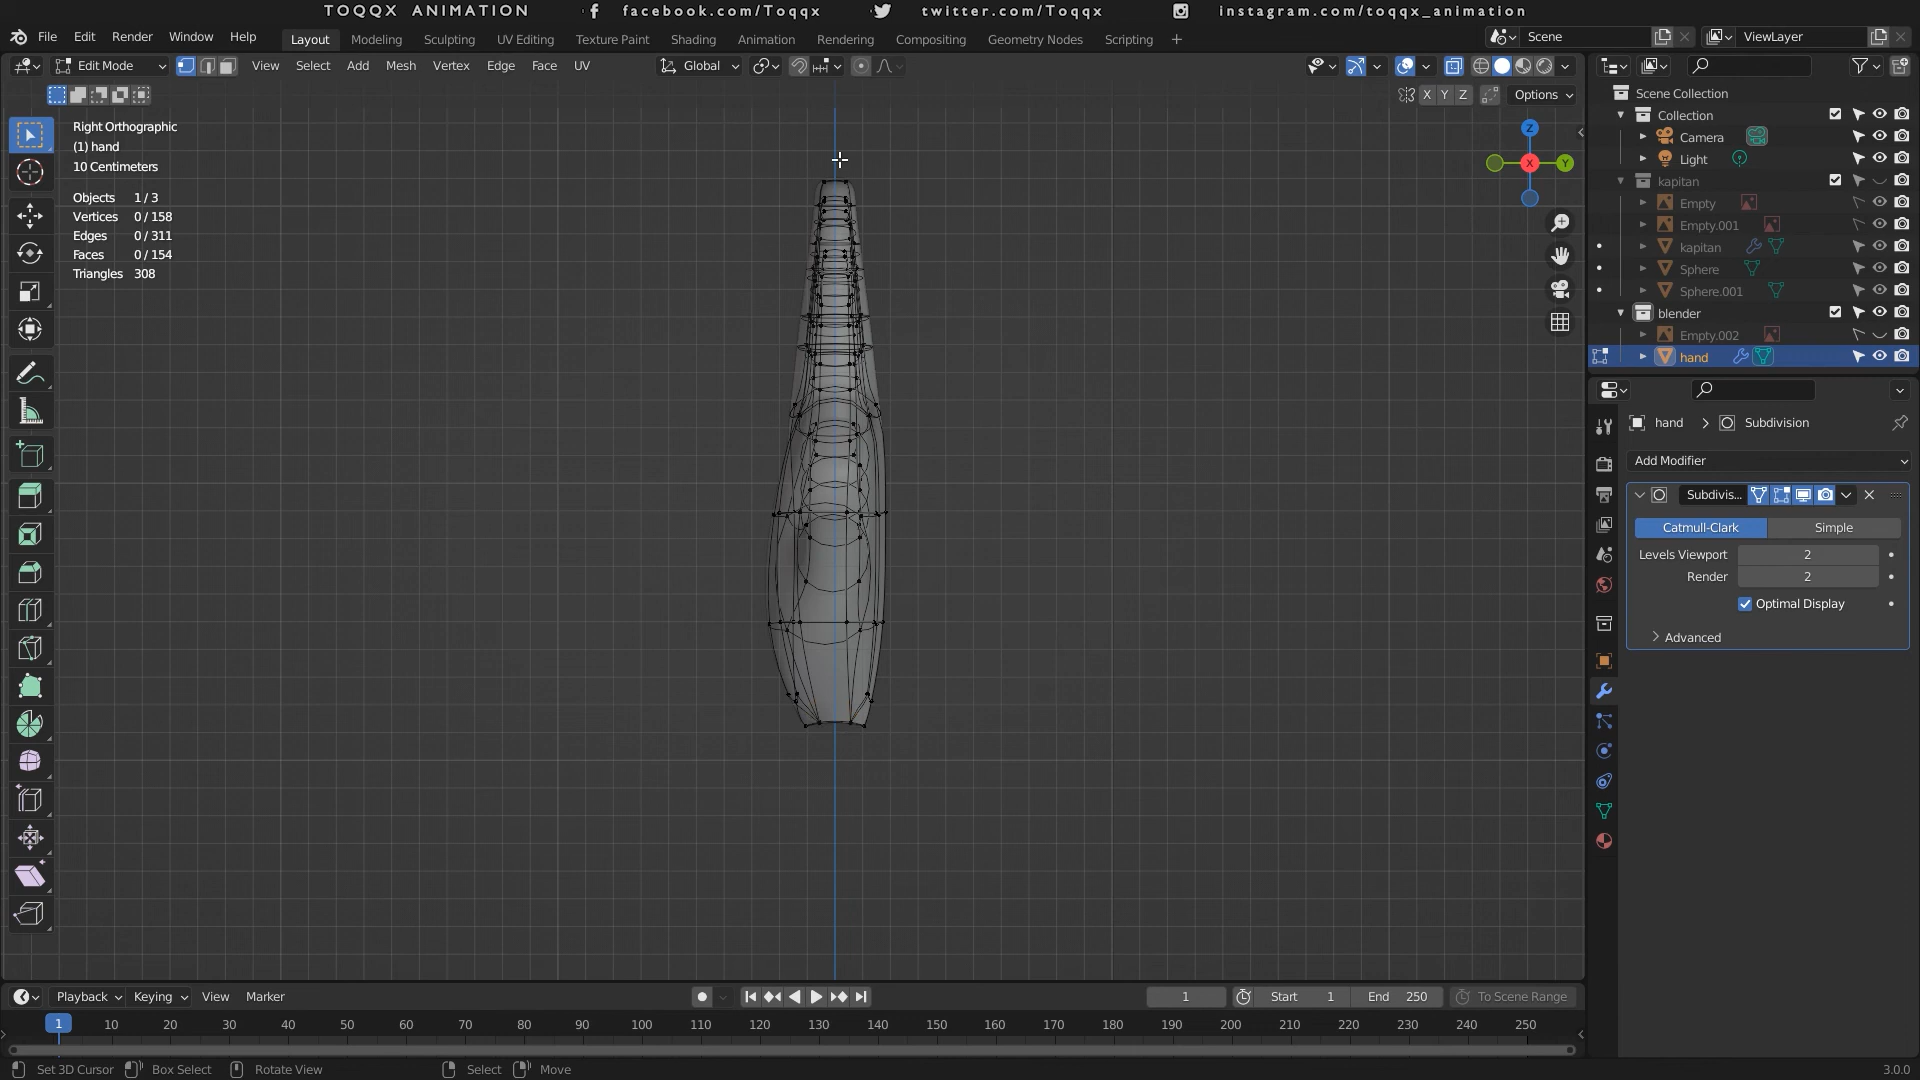 TOQQX ANIMATION facebook.com/Toqqx twitter.com/Toqqx instagram.com/toqqx_animation
File Edit Render Window Help Layout Modeling Sculpting UV Editing Texture Paint Shading Animation Rendering Compositing Geometry Nodes Scripting + Scene ViewLayer
Edit Mode View Select Add Mesh Vertex Edge Face UV Global
X Y Z Options
Right Orthographic
(1) hand
10 Centimeters
Objects 1 / 3
Vertices 0 / 158
Edges 0 / 311
Faces 0 / 154
Triangles 308
Z
X
Y
Scene Collection
Collection
Camera
Light
kapitan
Empty
Empty.001
kapitan
Sphere
Sphere.001
blender
Empty.002
hand
hand > Subdivision
Add Modifier
Subdivis...
Catmull-Clark Simple
Levels Viewport 2
Render 2
Optimal Display
Advanced
Playback Keying View Marker 1 Start 1 End 250 To Scene Range
1 10 20 30 40 50 60 70 80 90 100 110 120 130 140 150 160 170 180 190 200 210 220 230 240 250
Set 3D Cursor Box Select Rotate View Select Move 3.0.0